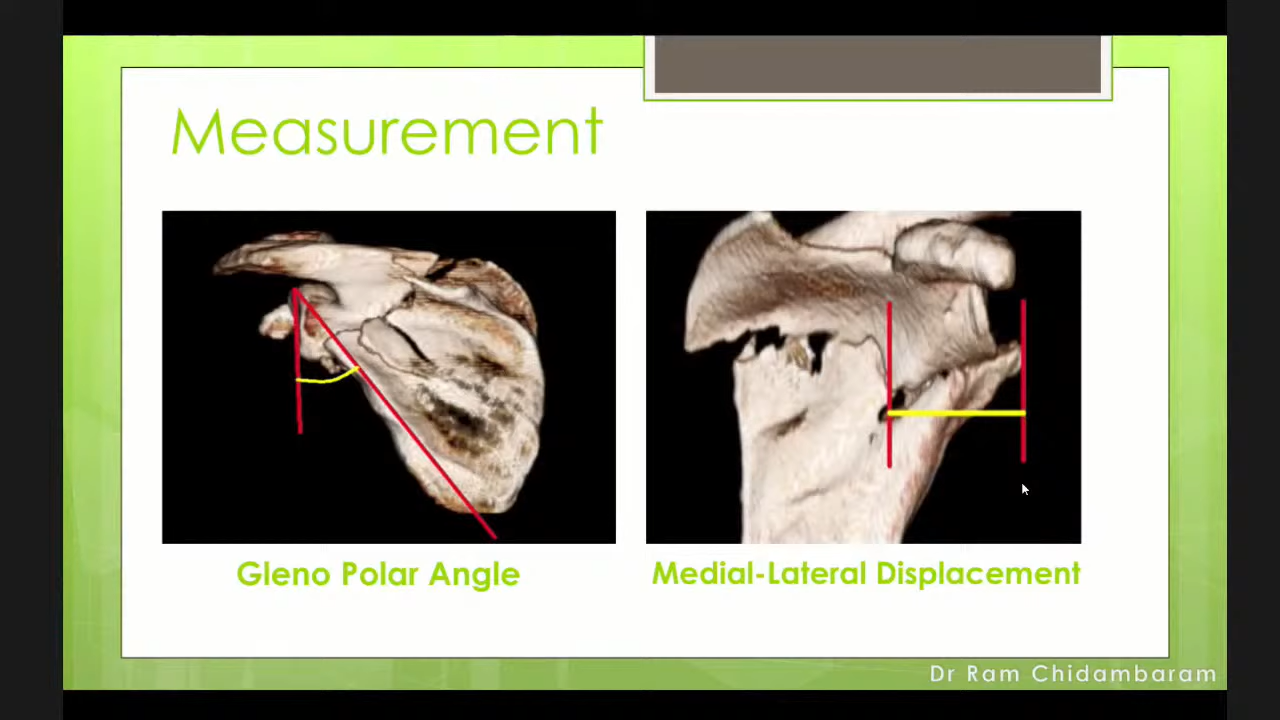 Measurement
Gleno Polar Angle
Medial-Lateral Displacement
Dr Ram Chidambaram